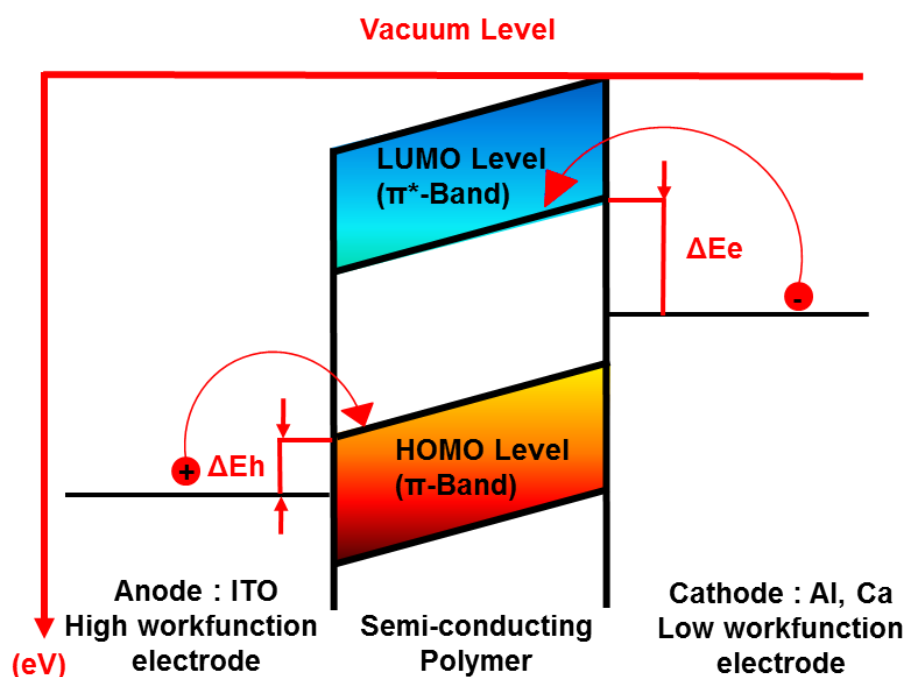 Vacuum Level
LUMO Level
(π*-Band)
ΔEe
-
HOMO Level
(π-Band)
ΔEh
+
Anode : ITO
High workfunction
electrode
Semi-conducting
Polymer
Cathode : Al, Ca
Low workfunction
electrode
(eV)